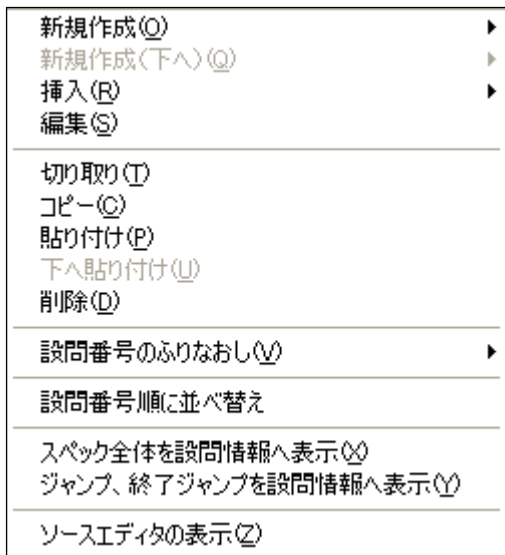 新規作成(O)
新規作成(下へ)(Q)
挿入(R)
編集(S)
切り取り(T)
コピー(C)
貼り付け(P)
下へ貼り付け(U)
削除(D)
設問番号のふりなおし(V)
設問番号順に並べ替え
スペック全体を設問情報へ表示(X)
ジャンプ、終了ジャンプを設問情報へ表示(Y)
ソースエディタの表示(Z)